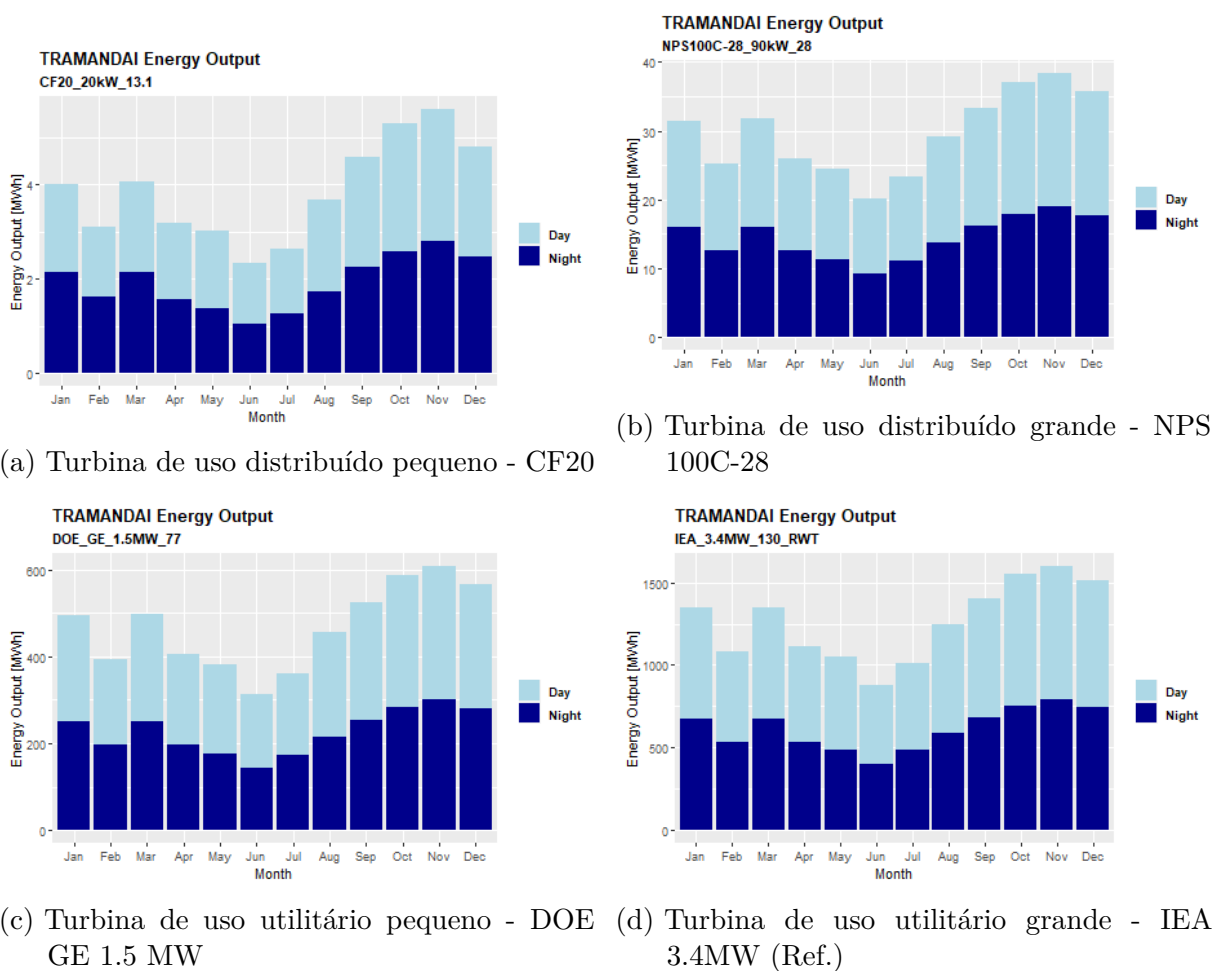 TRAMANDAI Energy Output
CF20_20kW_13.1
Energy Output [MWh]
4
2
0
Jan Feb Mar Apr May Jun Jul Aug Sep Oct Nov Dec
Month
Day
Night
(a) Turbina de uso distribuído pequeno - CF20
TRAMANDAI Energy Output
NPS100C-28_90kW_28
Energy Output [MWh]
40
30
20
10
0
Jan Feb Mar Apr May Jun Jul Aug Sep Oct Nov Dec
Month
Day
Night
(b) Turbina de uso distribuído grande - NPS
100C-28
TRAMANDAI Energy Output
DOE_GE_1.5MW_77
Energy Output [MWh]
600
400
200
0
Jan Feb Mar Apr May Jun Jul Aug Sep Oct Nov Dec
Month
Day
Night
(c) Turbina de uso utilitário pequeno - DOE
GE 1.5 MW
TRAMANDAI Energy Output
IEA_3.4MW_130_RWT
Energy Output [MWh]
1500
1000
500
0
Jan Feb Mar Apr May Jun Jul Aug Sep Oct Nov Dec
Month
Day
Night
(d) Turbina de uso utilitário grande - IEA
3.4MW (Ref.)